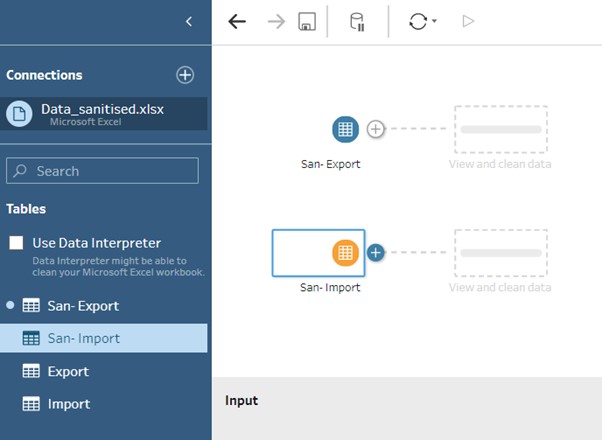 Connections
Data_sanitised.xlsx
Microsoft Excel
Search
Tables
Use Data Interpreter
Data Interpreter might be able to
clean your Microsoft Excel workbook.
San- Export
San- Import
Export
Import
San- Export
View and clean data
San- Import
View and clean data
Input